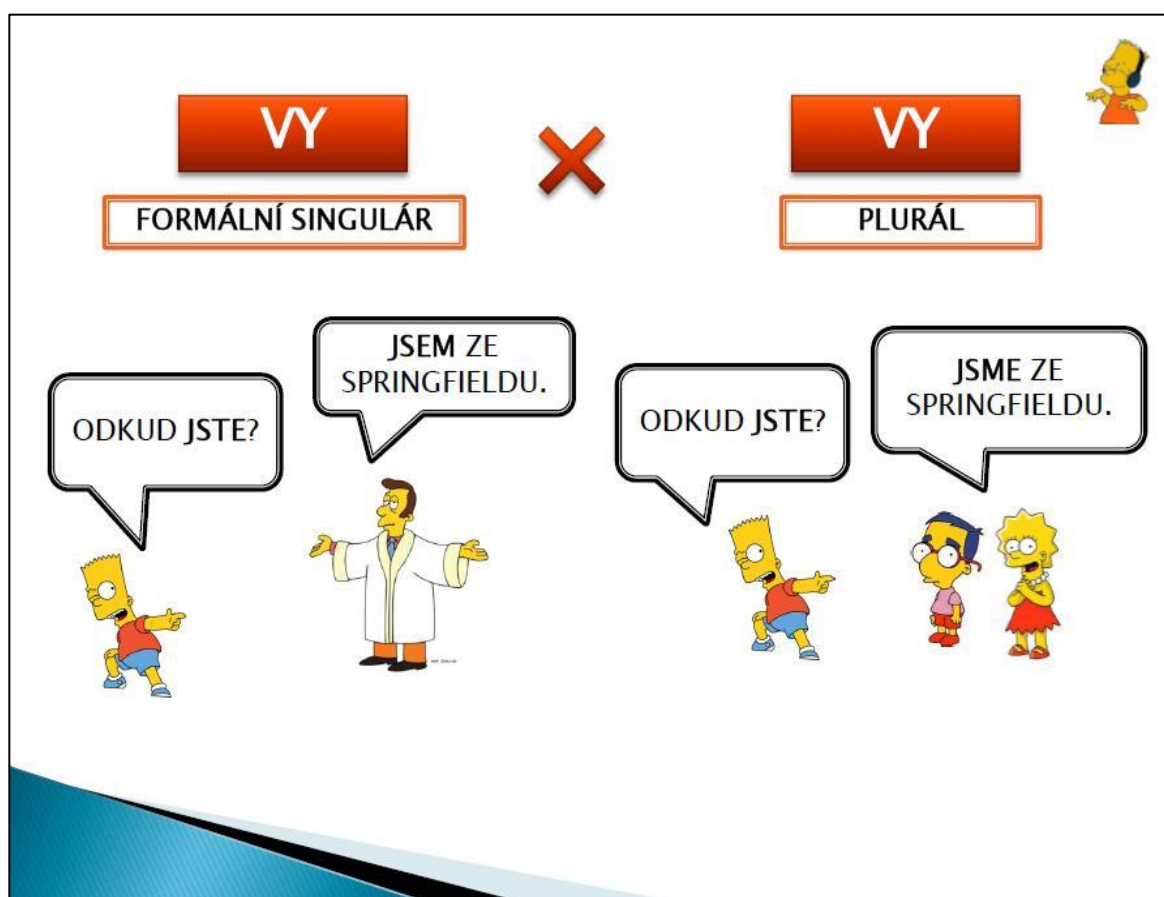 VY
VY
FORMÁLNÍ SINGULÁR
PLURÁL
ODKUD JSTE?
JSEM ZE
SPRINGFIELDU.
ODKUD JSTE?
JSME ZE
SPRINGFIELDU.